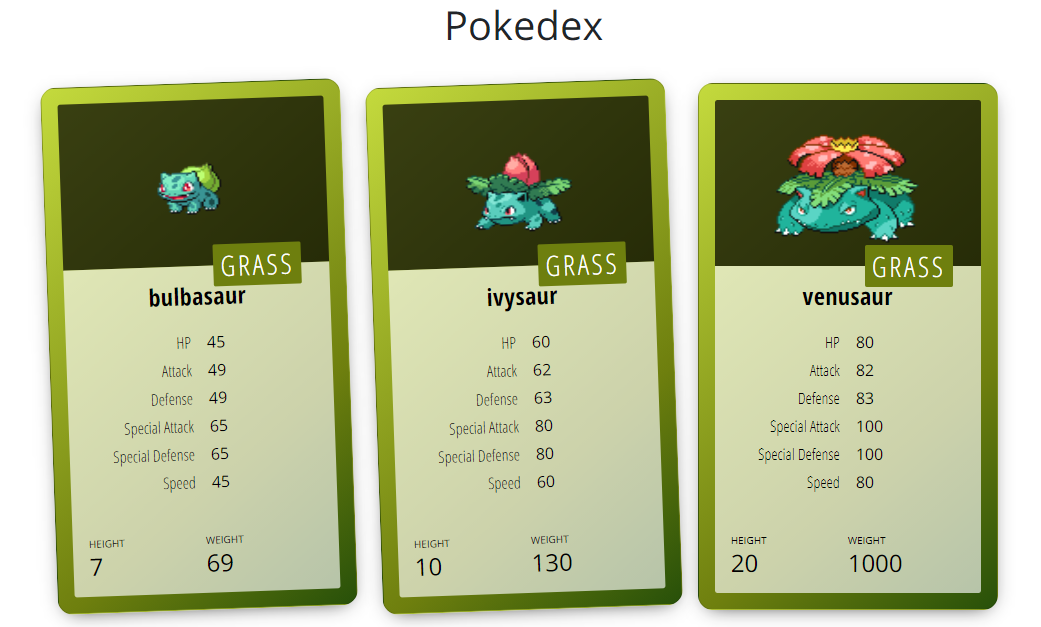 Pokedex
GRASS
bulbasaur
HP 45
Attack 49
Defense 49
Special Attack 65
Special Defense 65
Speed 45
HEIGHT WEIGHT
7 69
GRASS
ivysaur
HP 60
Attack 62
Defense 63
Special Attack 80
Special Defense 80
Speed 60
HEIGHT WEIGHT
10 130
GRASS
venusaur
HP 80
Attack 82
Defense 83
Special Attack 100
Special Defense 100
Speed 80
HEIGHT WEIGHT
20 1000